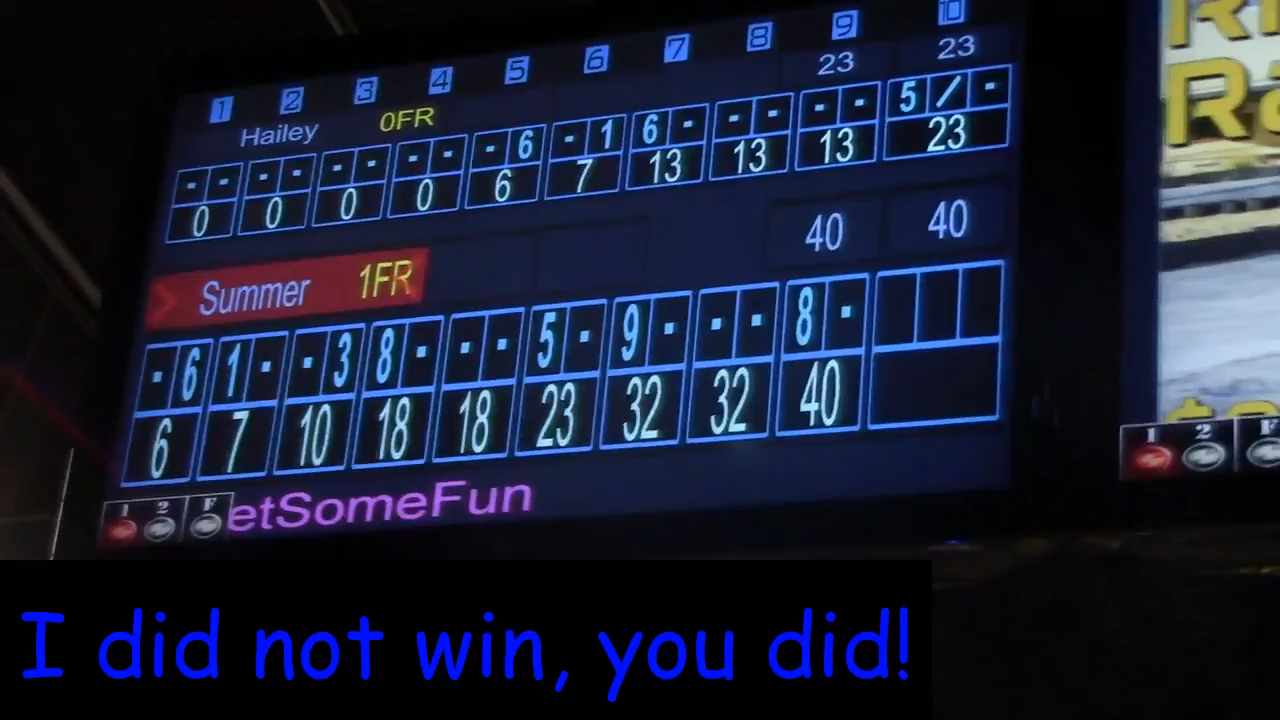 1 2 3 4 5 6 7 8 9 10
Hailey 0FR 23 23
- - - - - - - - - 6 - 1 6 - - - - - 5 / -
0 0 0 0 6 7 13 13 13 23
Summer 1FR 40 40
- 6 1 - - 3 8 - - - 5 - 9 - - - 8 -
6 7 10 18 18 23 32 32 40
etSomeFun
1 2 F
1 2 F
I did not win, you did!